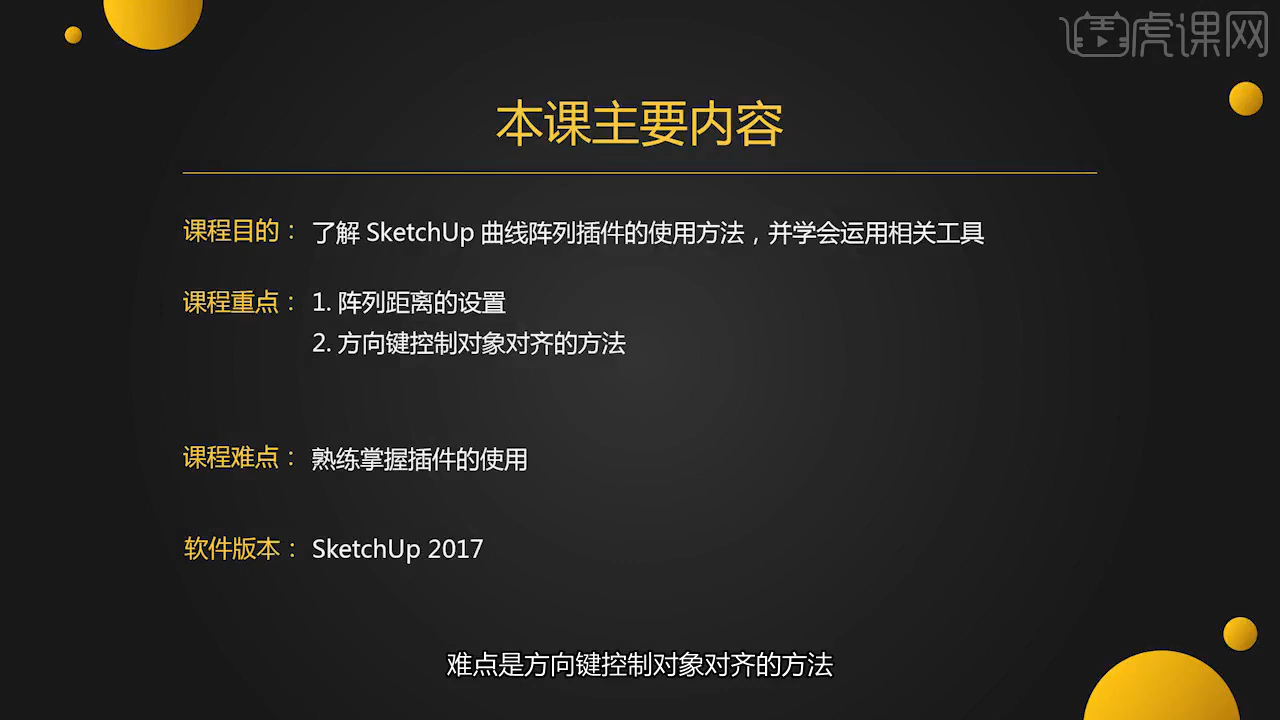 虎课网
本课主要内容
课程目的： 了解 SketchUp 曲线阵列插件的使用方法，并学会运用相关工具
课程重点： 1. 阵列距离的设置
2. 方向键控制对象对齐的方法
课程难点： 熟练掌握插件的使用
软件版本： SketchUp 2017
难点是方向键控制对象对齐的方法